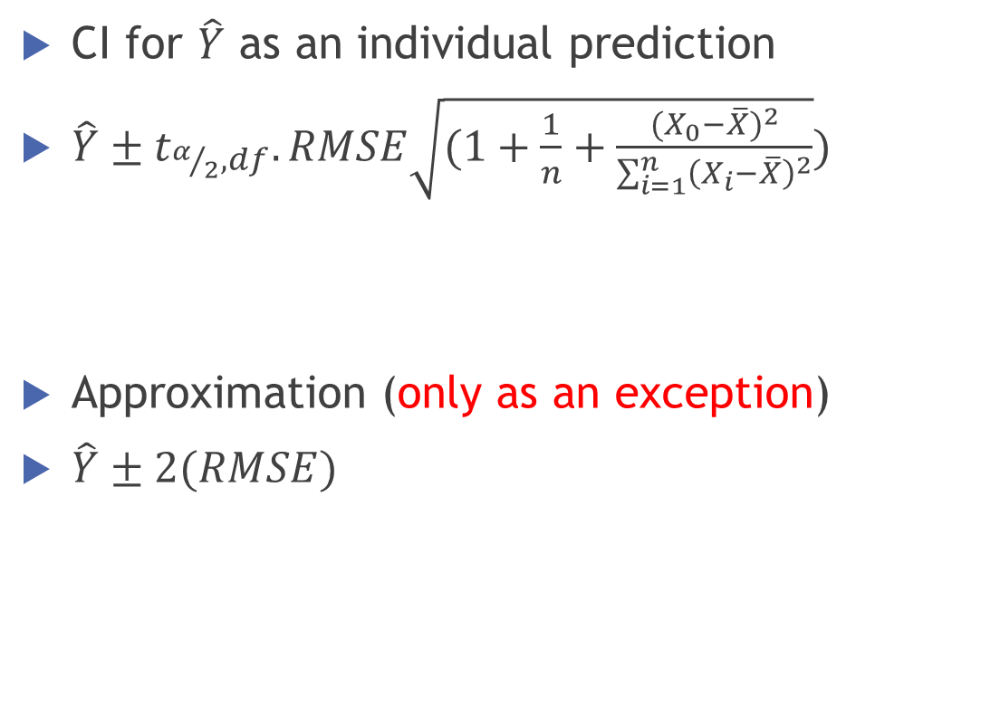 ▶ CI for Ŷ as an individual prediction
▶ Ŷ ± t_{α/2,df}.RMSE√(1 + 1/n + (X₀−X̄)²/∑ⁿᵢ₌₁(Xᵢ−X̄)²)
▶ Approximation (only as an exception)
▶ Ŷ ± 2(RMSE)